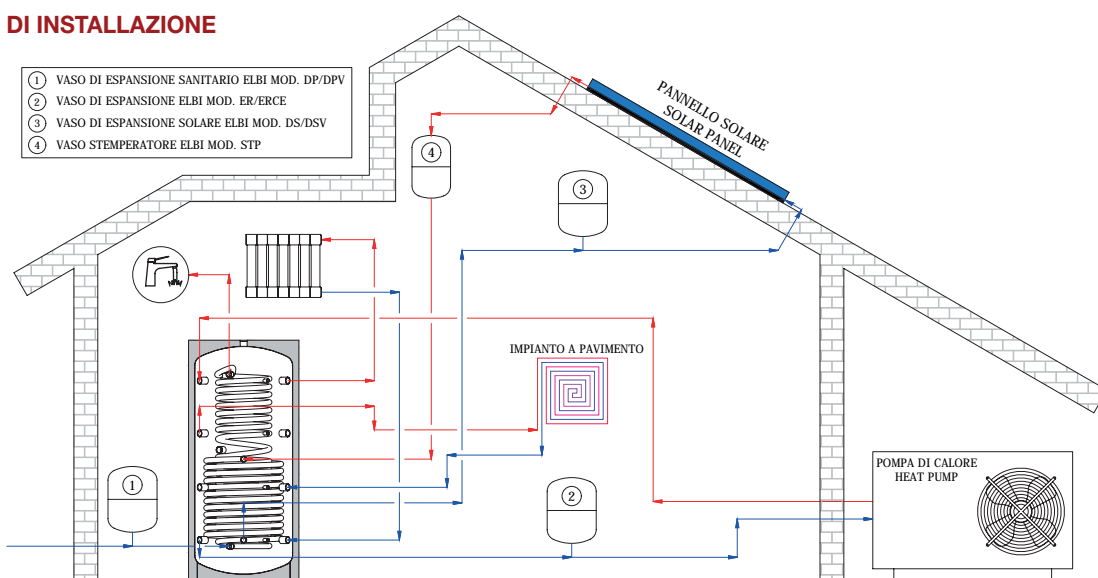 DI INSTALLAZIONE
1 VASO DI ESPANSIONE SANITARIO ELBI MOD. DP/DPV
2 VASO DI ESPANSIONE ELBI MOD. ER/ERCE
3 VASO DI ESPANSIONE SOLARE ELBI MOD. DS/DSV
4 VASO STEMPERATORE ELBI MOD. STP
PANNELLO SOLARE
SOLAR PANEL
4
3
IMPIANTO A PAVIMENTO
POMPA DI CALORE
HEAT PUMP
1
2